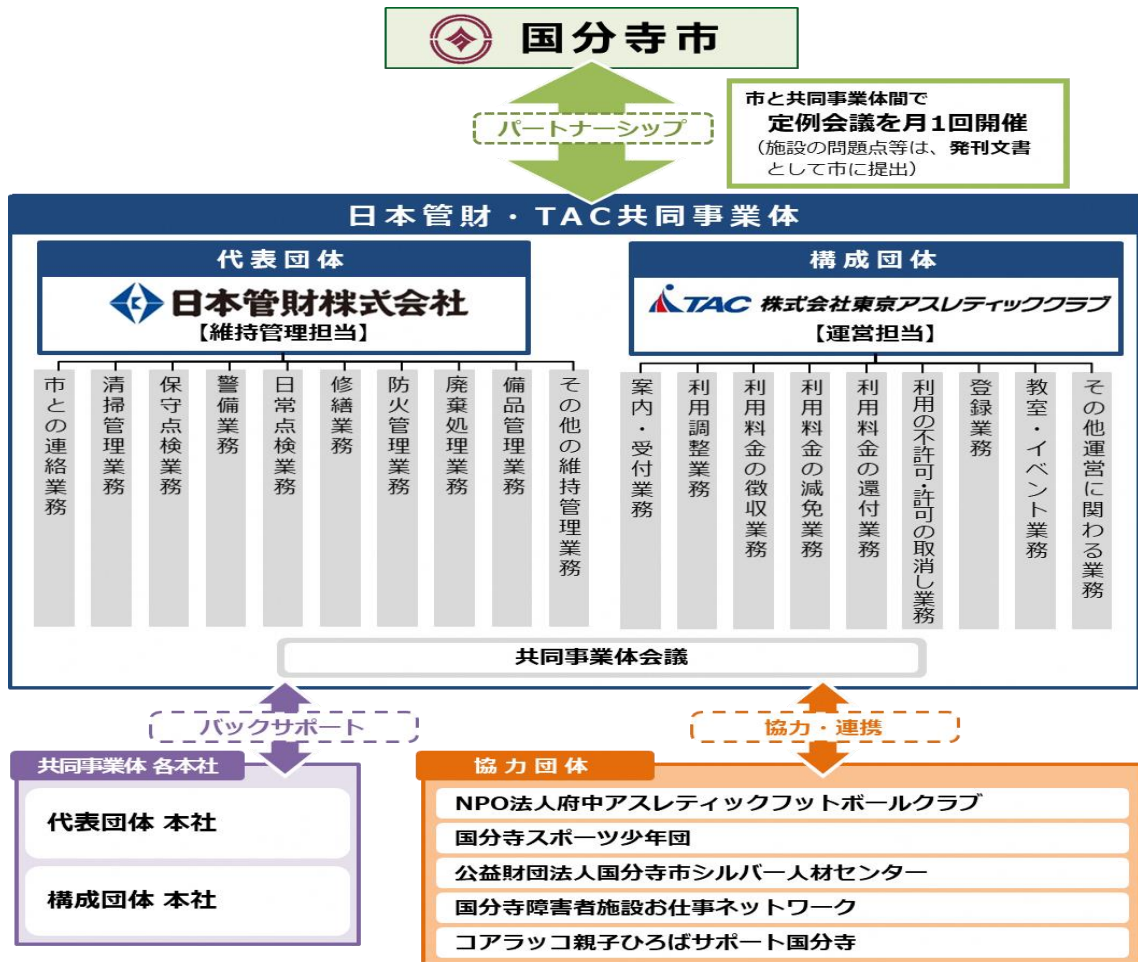 国分寺市
パートナーシップ
市と共同事業体間で
定例会議を月1回開催
（施設の問題点等は、発刊文書
として市に提出）
日本管財・TAC共同事業体
代表団体
日本管財株式会社
【維持管理担当】
市との連絡業務
清掃管理業務
保守点検業務
警備業務
日常点検業務
修繕業務
防火管理業務
廃棄処理業務
備品管理業務
その他の維持管理業務
構成団体
TAC 株式会社東京アスレティッククラブ
【運営担当】
案内・受付業務
利用調整業務
利用料金の徴収業務
利用料金の減免業務
利用料金の還付業務
利用の不許可・許可の取消し業務
登録業務
教室・イベント業務
その他運営に関わる業務
共同事業体会議
バックサポート
協力・連携
共同事業体 各本社
代表団体 本社
構成団体 本社
協力団体
NPO法人府中アスレティックフットボールクラブ
国分寺スポーツ少年団
公益財団法人国分寺市シルバー人材センター
国分寺障害者施設お仕事ネットワーク
コアラッコ親子ひろばサポート国分寺